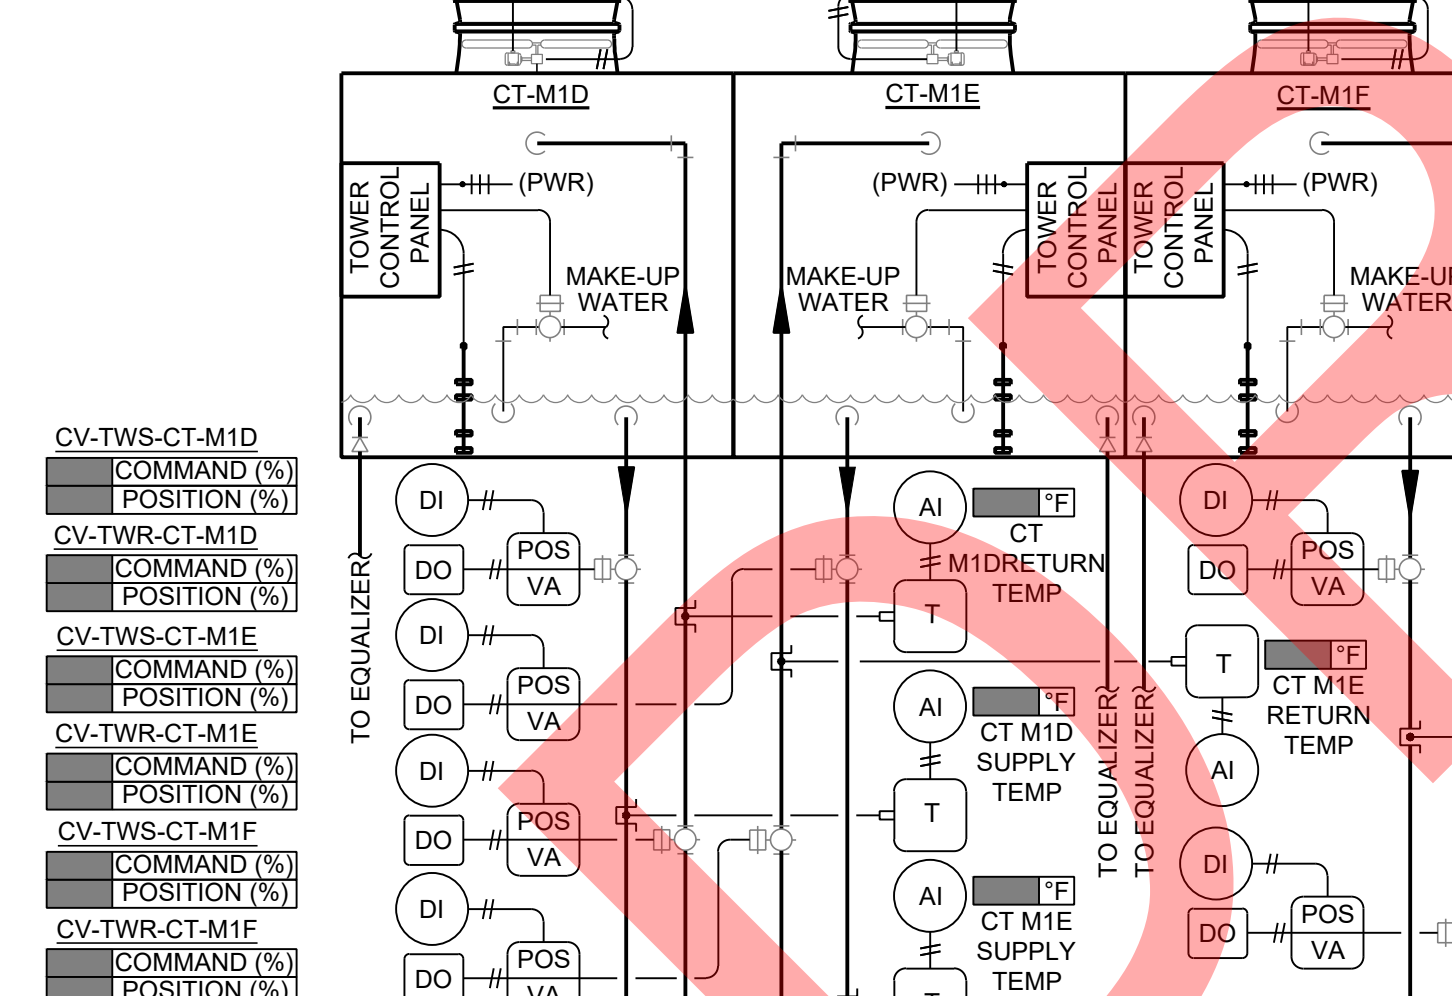 CT-M1D
CT-M1E
CT-M1F
TOWER
CONTROL
PANEL
(PWR)
MAKE-UP
WATER
(PWR)
MAKE-UP
WATER
TOWER
CONTROL
PANEL
TOWER
CONTROL
PANEL
(PWR)
MAKE-UP
WATER
CV-TWS-CT-M1D
COMMAND (%)
POSITION (%)
CV-TWR-CT-M1D
COMMAND (%)
POSITION (%)
CV-TWS-CT-M1E
COMMAND (%)
POSITION (%)
CV-TWR-CT-M1E
COMMAND (%)
POSITION (%)
CV-TWS-CT-M1F
COMMAND (%)
POSITION (%)
CV-TWR-CT-M1F
COMMAND (%)
POSITION (%)
TO EQUALIZER
DI
POS
DO
VA
DI
POS
DO
VA
DI
POS
DO
VA
DI
POS
DO
VA
AI
°F
CT
M1DRETURN
TEMP
T
AI
°F
CT M1D
SUPPLY
TEMP
T
AI
°F
CT M1E
SUPPLY
TEMP
T
TO EQUALIZER
TO EQUALIZER
DI
POS
DO
VA
T
°F
CT M1E
RETURN
TEMP
AI
DI
POS
DO
VA